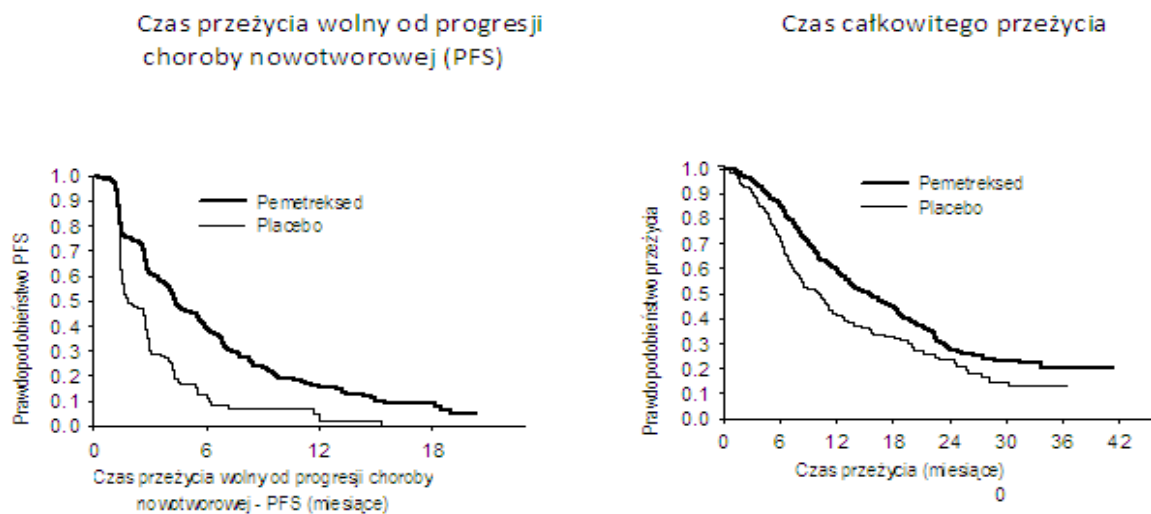 Czas przeżycia wolny od progresji
choroby nowotworowej (PFS)
Prawdopodobieństwo PFS
1.0
0.9
0.8
0.7
0.6
0.5
0.4
0.3
0.2
0.1
0.0
Pemetreksed
Placebo
0 6 12 18
Czas przeżycia wolny od progresji choroby
nowotworowej - PFS (miesiące)
Czas całkowitego przeżycia
Prawdopodobieństwo przeżycia
1.0
0.9
0.8
0.7
0.6
0.5
0.4
0.3
0.2
0.1
0.0
Pemetreksed
Placebo
0 6 12 18 24 30 36 42
Czas przeżycia (miesiące)
0